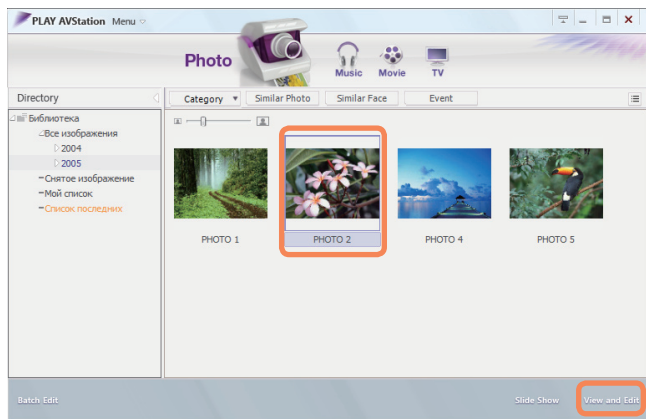 PLAY AVStation Menu
Photo
Music Movie TV
Directory
Category Similar Photo Similar Face Event
Библиотека
Все изображения
2004
2005
Снятое изображение
Мой список
Список последних
PHOTO 1 PHOTO 2 PHOTO 4 PHOTO 5
Batch Edit Slide Show View and Edit